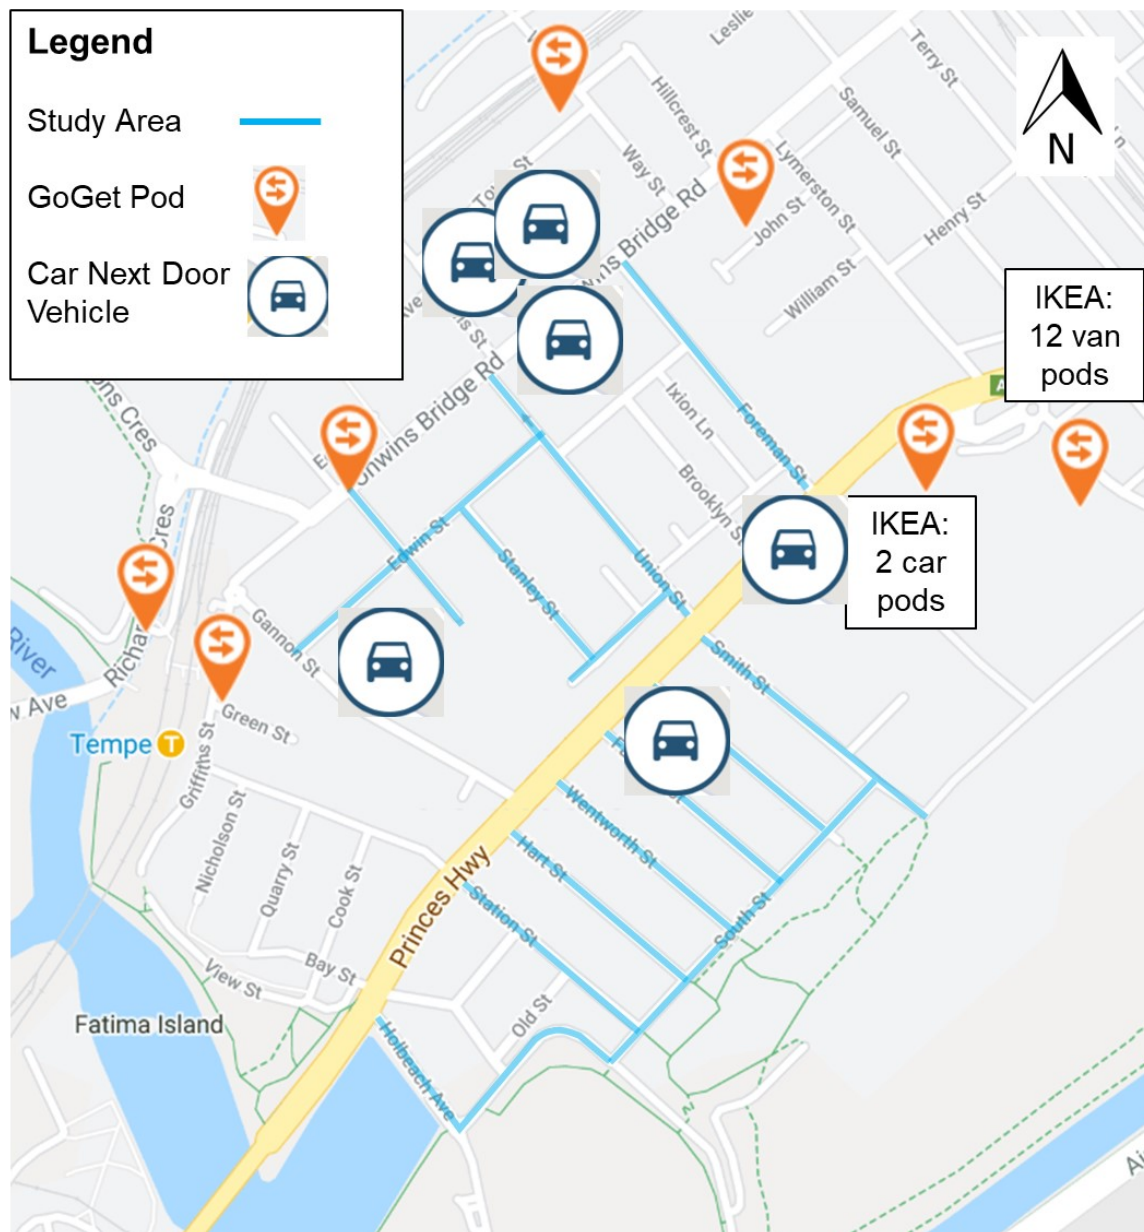 Legend
Study Area
GoGet Pod
Car Next Door
Vehicle
N
IKEA:
12 van
pods
IKEA:
2 car
pods
Leslie
Terry St
Hillcrest St
Samuel St
Way St
Lymerston St
Henry St
John St
William St
Ixion Ln
Foreman St
Brooklyn St
Union St
Edwin St
Stanley St
Gannon St
Smith St
River
Green St
Tempe T
Griffiths St
Nicholson St
Quarry St
Cook St
Wentworth St
Hart St
Station St
South St
Princes Hwy
Bay St
View St
Old St
Fatima Island
Holbeach Ave